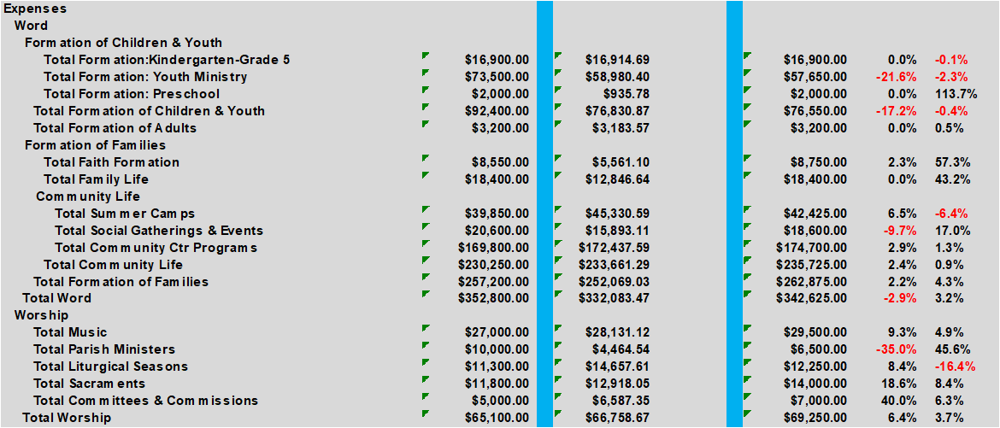 Expenses
Word
Formation of Children & Youth
Total Formation:Kindergarten-Grade 5 $16,900.00 $16,914.69 $16,900.00 0.0% -0.1%
Total Formation: Youth Ministry $73,500.00 $58,980.40 $57,650.00 -21.6% -2.3%
Total Formation: Preschool $2,000.00 $935.78 $2,000.00 0.0% 113.7%
Total Formation of Children & Youth $92,400.00 $76,830.87 $76,550.00 -17.2% -0.4%
Total Formation of Adults $3,200.00 $3,183.57 $3,200.00 0.0% 0.5%
Formation of Families
Total Faith Formation $8,550.00 $5,561.10 $8,750.00 2.3% 57.3%
Total Family Life $18,400.00 $12,846.64 $18,400.00 0.0% 43.2%
Community Life
Total Summer Camps $39,850.00 $45,330.59 $42,425.00 6.5% -6.4%
Total Social Gatherings & Events $20,600.00 $15,893.11 $18,600.00 -9.7% 17.0%
Total Community Ctr Programs $169,800.00 $172,437.59 $174,700.00 2.9% 1.3%
Total Community Life $230,250.00 $233,661.29 $235,725.00 2.4% 0.9%
Total Formation of Families $257,200.00 $252,069.03 $262,875.00 2.2% 4.3%
Total Word $352,800.00 $332,083.47 $342,625.00 -2.9% 3.2%
Worship
Total Music $27,000.00 $28,131.12 $29,500.00 9.3% 4.9%
Total Parish Ministers $10,000.00 $4,464.54 $6,500.00 -35.0% 45.6%
Total Liturgical Seasons $11,300.00 $14,657.61 $12,250.00 8.4% -16.4%
Total Sacraments $11,800.00 $12,918.05 $14,000.00 18.6% 8.4%
Total Committees & Commissions $5,000.00 $6,587.35 $7,000.00 40.0% 6.3%
Total Worship $65,100.00 $66,758.67 $69,250.00 6.4% 3.7%